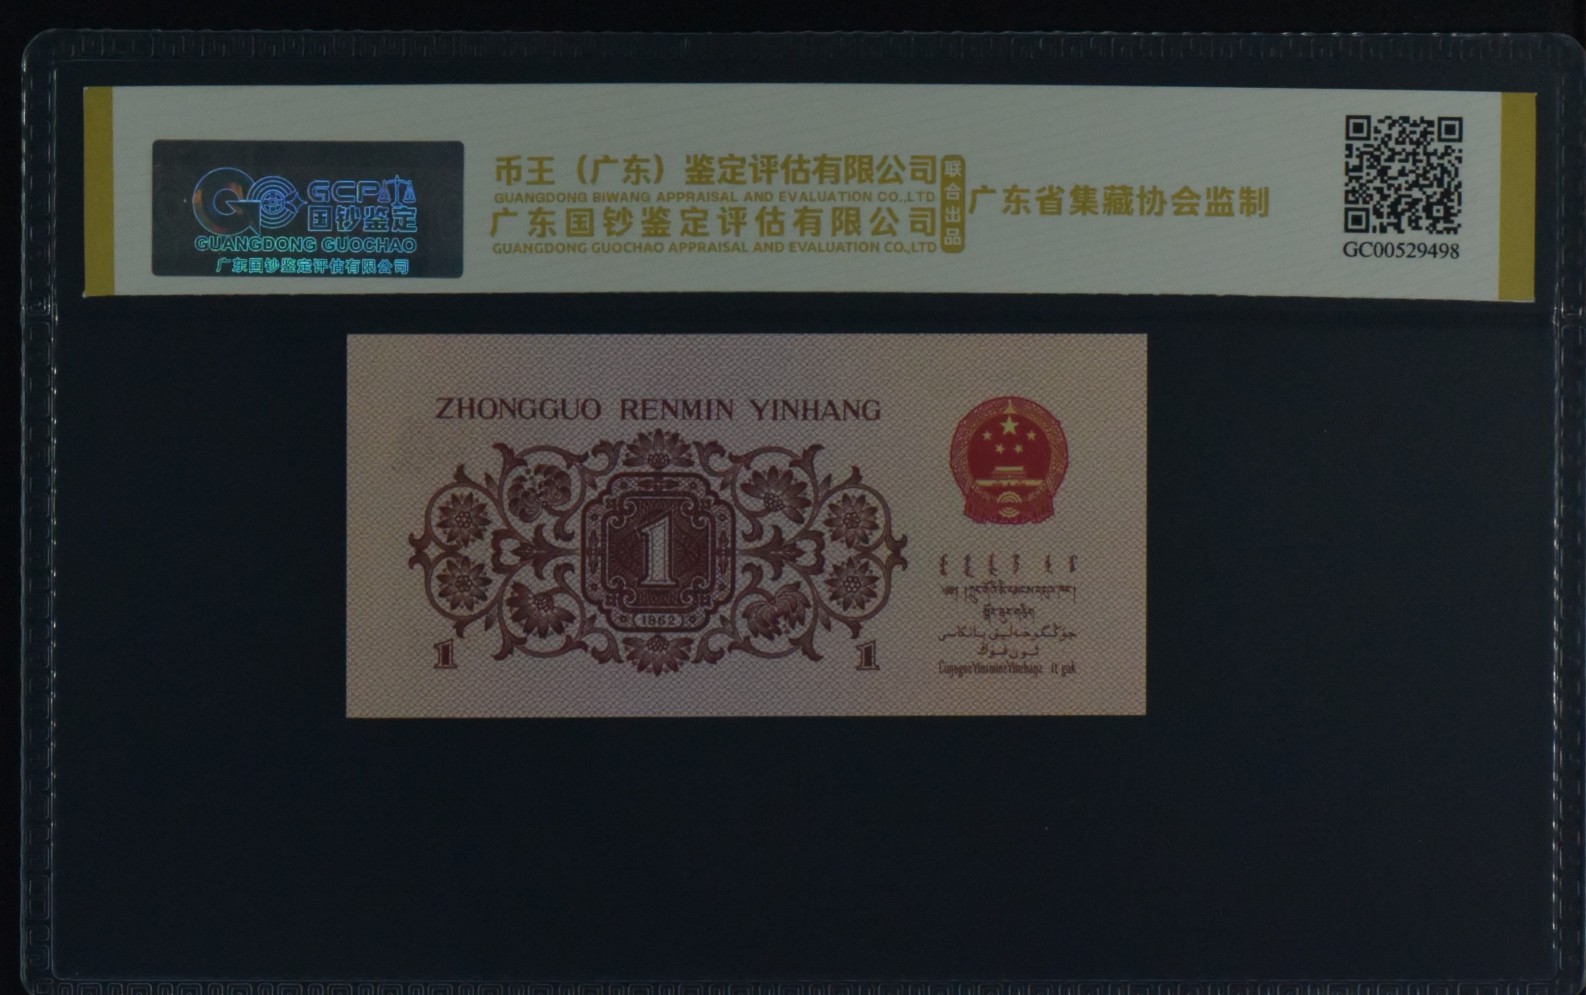 GCP
国钞鉴定
GUANGDONG GUOCHAO
广东国钞鉴定评估有限公司
币王（广东）鉴定评估有限公司
GUANGDONG BIWANG APPRAISAL AND EVALUATION CO.,LTD
广东国钞鉴定评估有限公司
GUANGDONG GUOCHAO APPRAISAL AND EVALUATION CO.,LTD
联合出品
广东省集藏协会监制
GC00529498
ZHONGGUO RENMIN YINHANG
1
(1962)
1 1
جۇڭگوخەلىق بانكاسى